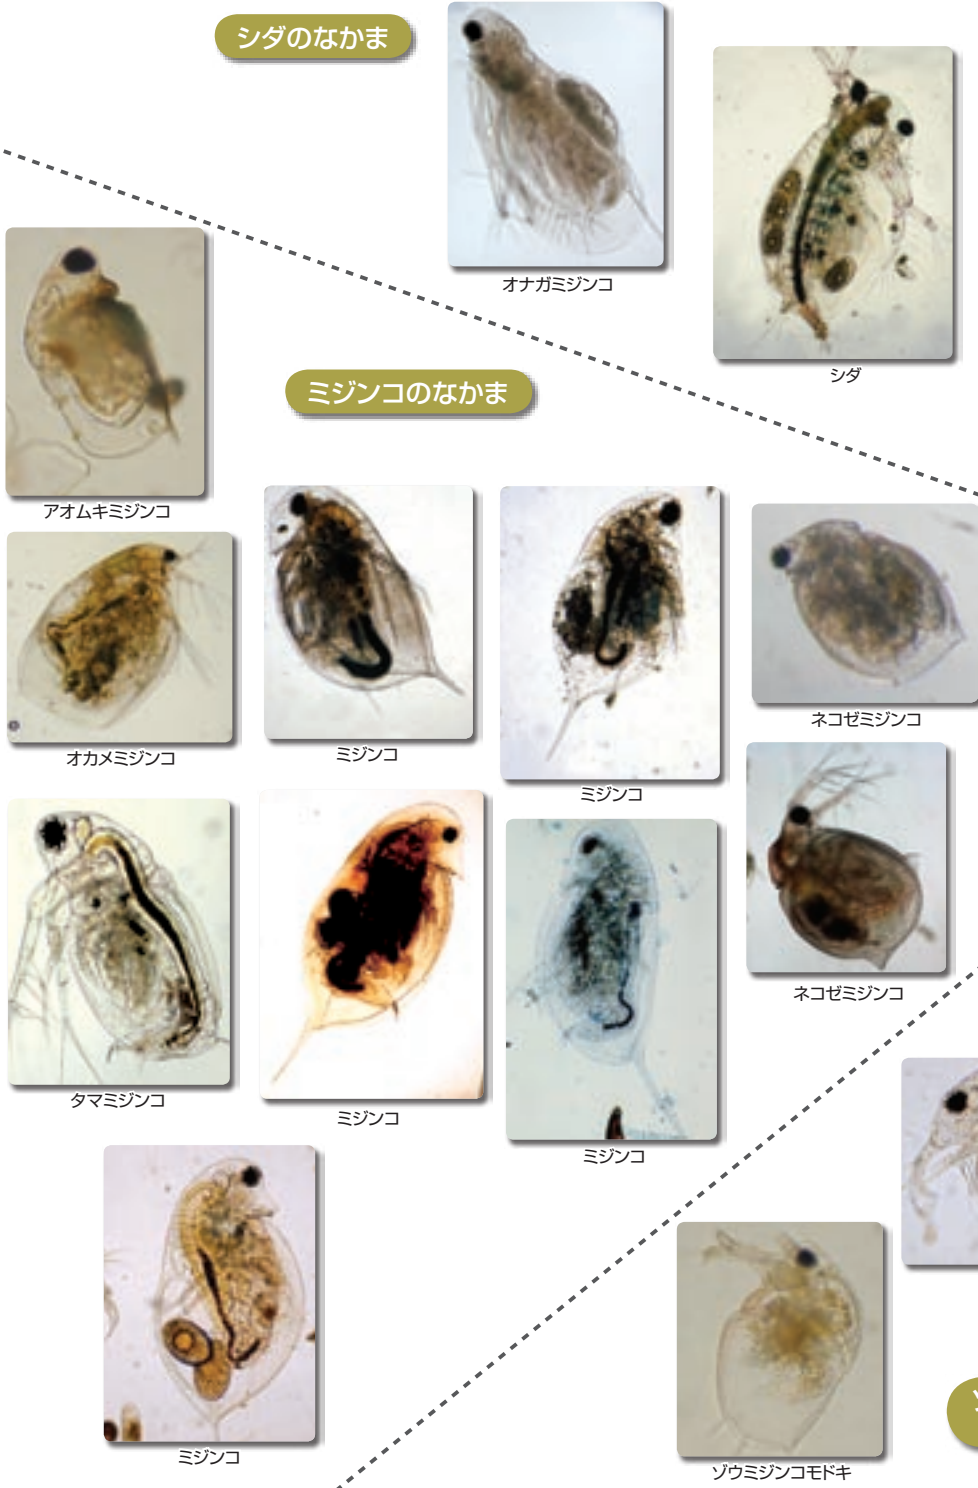 シダのなかま
オナガミジンコ
シダ
ミジンコのなかま
アオムキミジンコ
オカメミジンコ
ミジンコ
ミジンコ
ネコゼミジンコ
タマミジンコ
ミジンコ
ミジンコ
ネコゼミジンコ
ミジンコ
ゾウミジンコモドキ